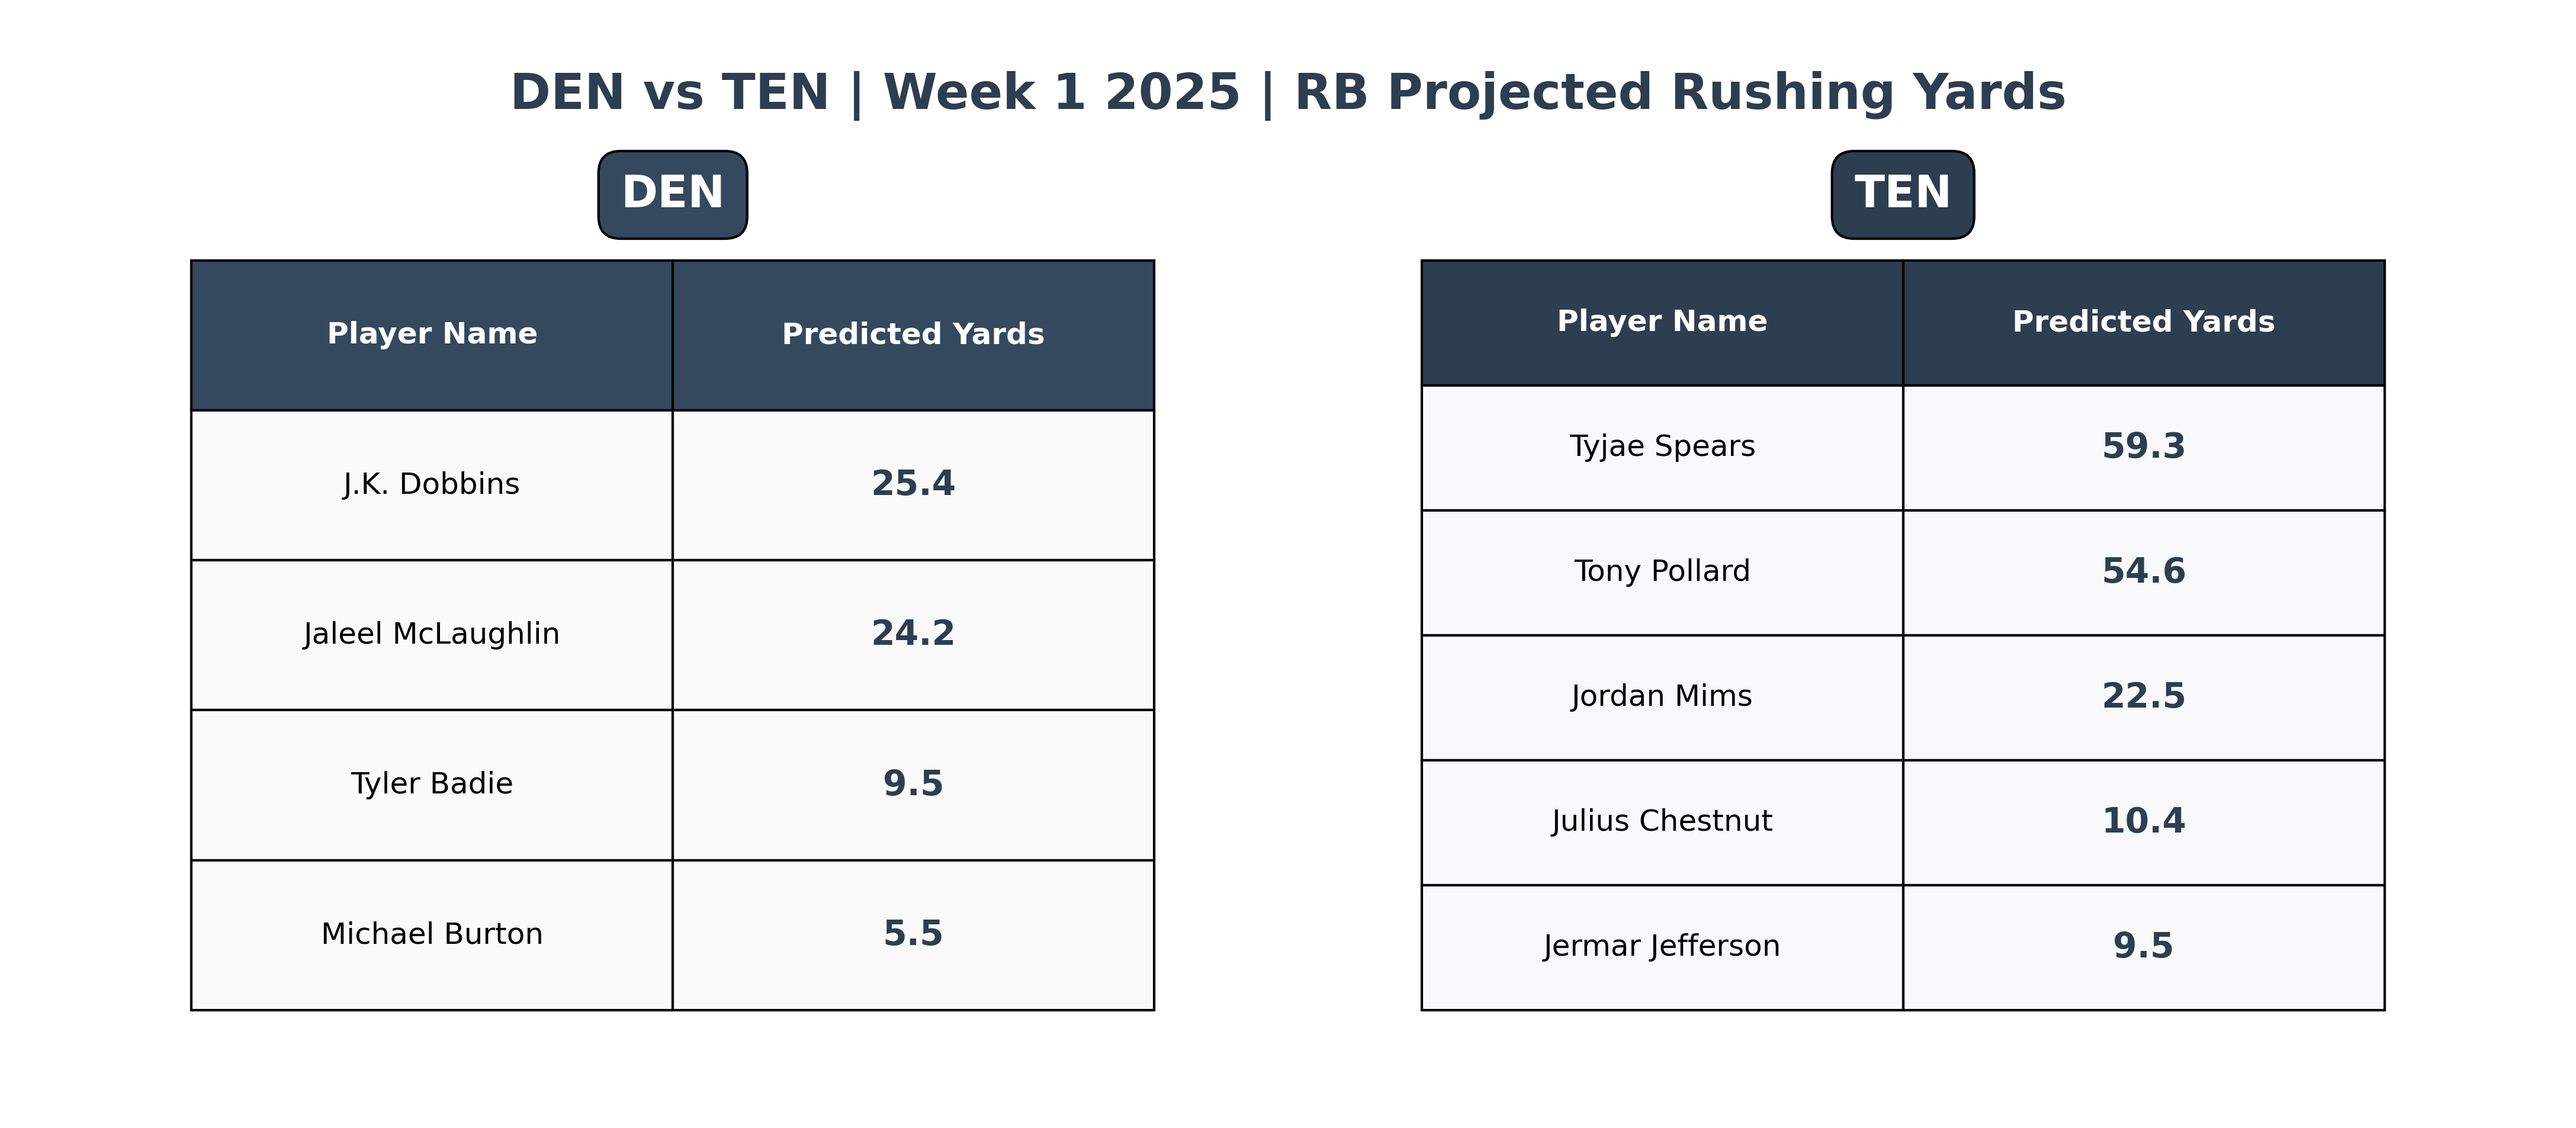 DEN vs TEN | Week 1 2025 | RB Projected Rushing Yards
DEN
Player Name Predicted Yards
J.K. Dobbins 25.4
Jaleel McLaughlin 24.2
Tyler Badie 9.5
Michael Burton 5.5
TEN
Player Name Predicted Yards
Tyjae Spears 59.3
Tony Pollard 54.6
Jordan Mims 22.5
Julius Chestnut 10.4
Jermar Jefferson 9.5